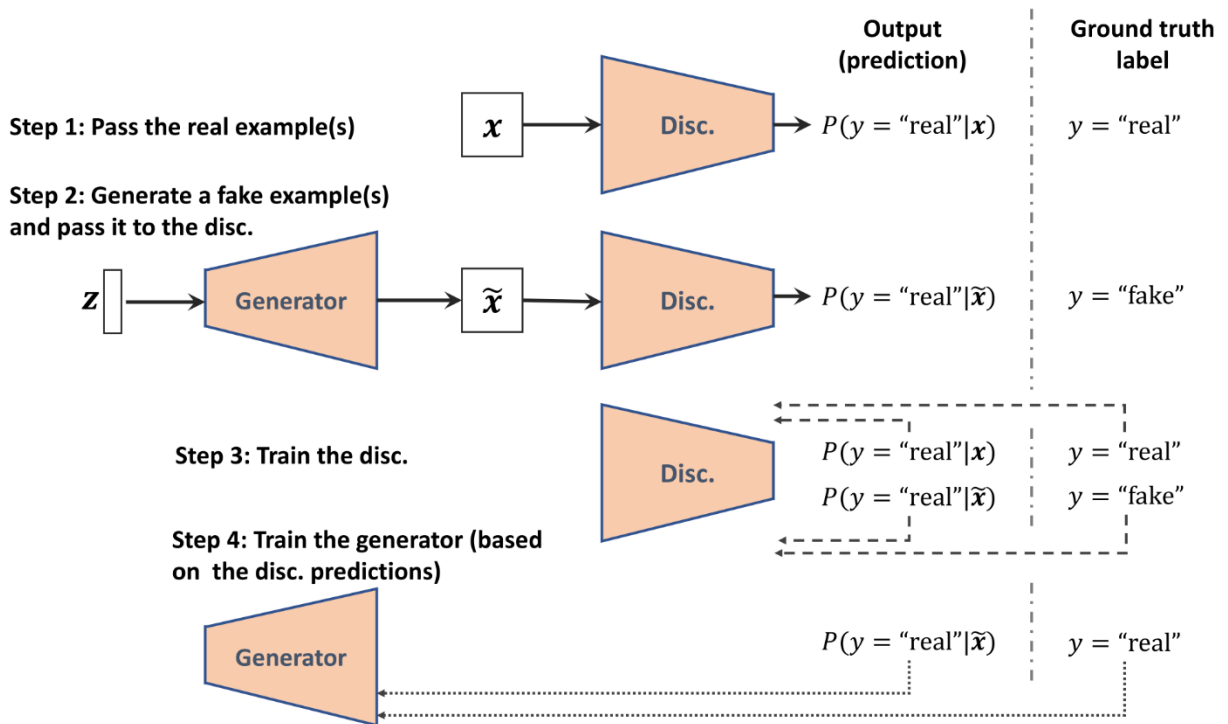 Output
(prediction)
Ground truth
label
Step 1: Pass the real example(s)
x
Disc.
P(y = “real”|x)
y = “real”
Step 2: Generate a fake example(s)
and pass it to the disc.
z
Generator
x̃
Disc.
P(y = “real”|x̃)
y = “fake”
Step 3: Train the disc.
Disc.
P(y = “real”|x)
y = “real”
P(y = “real”|x̃)
y = “fake”
Step 4: Train the generator (based
on the disc. predictions)
Generator
P(y = “real”|x̃)
y = “real”